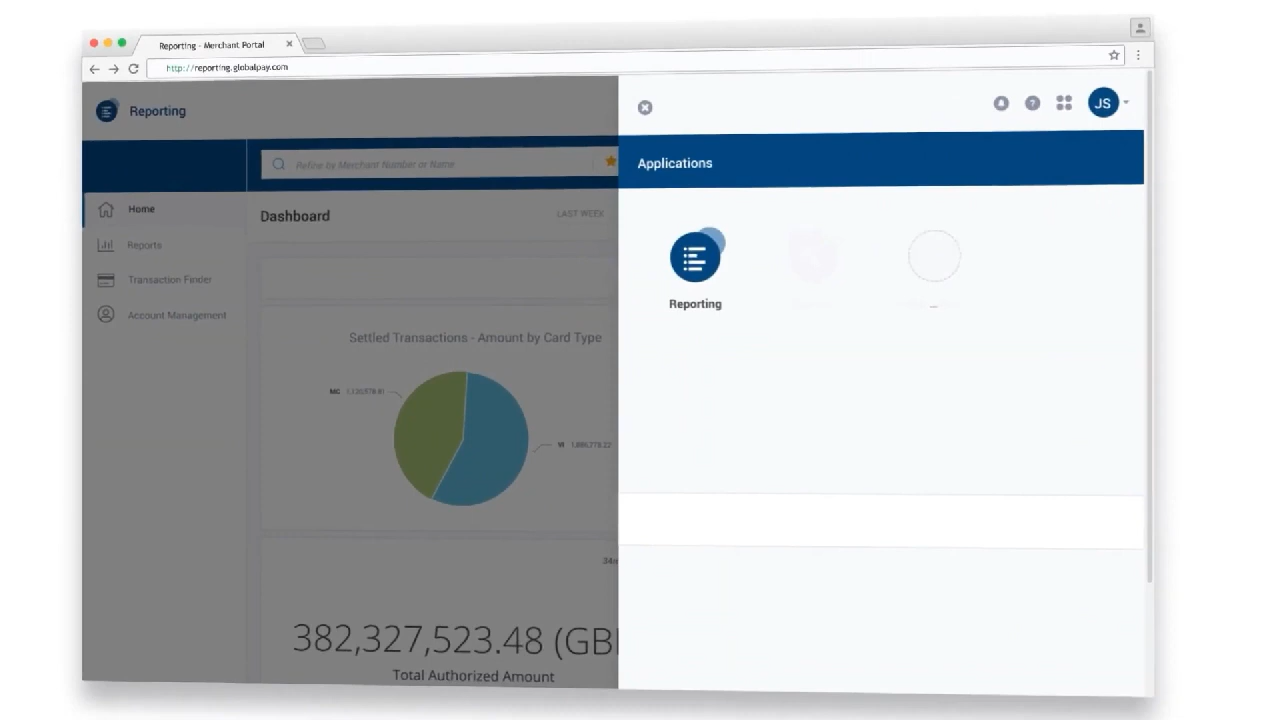 Reporting - Merchant Portal
http://reporting.globalpay.com
Reporting
JS
Refine by Merchant Number or Name
Applications
Home
Dashboard
LAST WEEK
Reports
Transaction Finder
Account Management
Reporting
Settled Transactions - Amount by Card Type
MC
VI
382,327,523.48 (GB
Total Authorized Amount